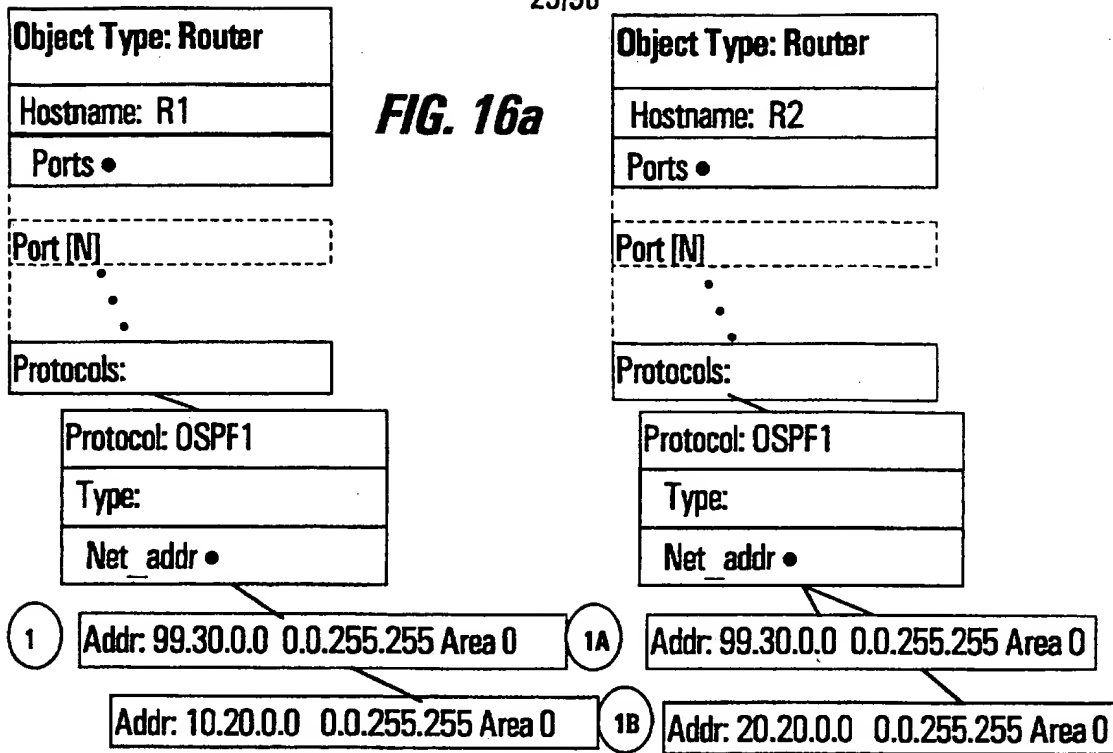 Object Type: Router
Hostname: R1
Ports
Port [N]
Protocols:
Protocol: OSPF1
Type:
Net_addr
1
Addr: 99.30.0.0 0.0.255.255 Area 0
Addr: 10.20.0.0 0.0.255.255 Area 0
FIG. 16a
Object Type: Router
Hostname: R2
Ports
Port [N]
Protocols:
Protocol: OSPF1
Type:
Net_addr
1A
Addr: 99.30.0.0 0.0.255.255 Area 0
1B
Addr: 20.20.0.0 0.0.255.255 Area 0